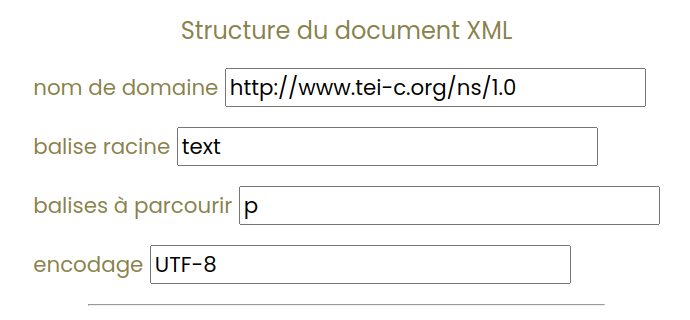 Structure du document XML
nom de domaine http://www.tei-c.org/ns/1.0
balise racine text
balises à parcourir p
encodage UTF-8